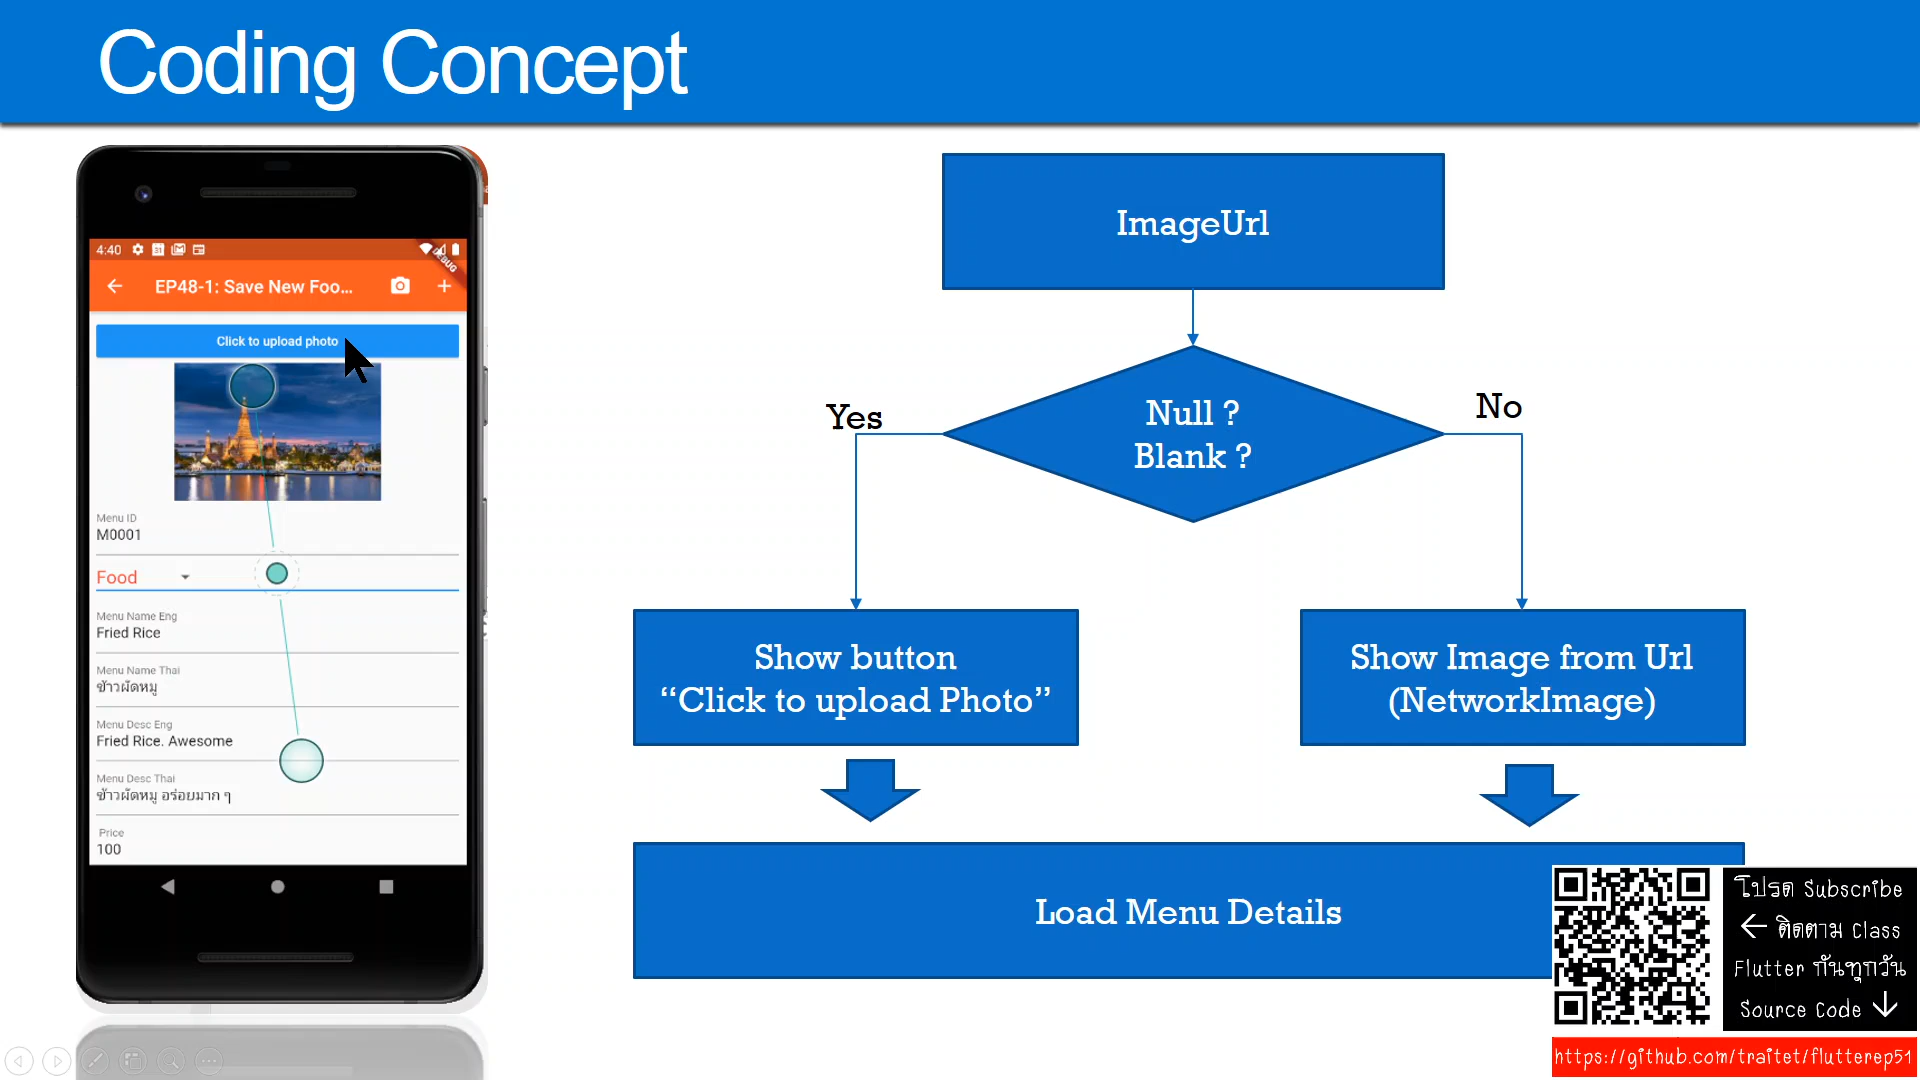 Coding Concept
4:40
31
DEBUG
EP48-1: Save New Foo...
Click to upload photo
Menu ID
M0001
Food
Menu Name Eng
Fried Rice
Menu Name Thai
ข้าวผัดหมู
Menu Desc Eng
Fried Rice. Awesome
Menu Desc Thai
ข้าวผัดหมู อร่อยมาก ๆ
Price
100
ImageUrl
Null ?
Blank ?
Yes
No
Show button
“Click to upload Photo”
Show Image from Url
(NetworkImage)
Load Menu Details
โปรด Subscribe
← ติดตาม Class
Flutter กันทุกวัน
Source Code ↓
https://github.com/traitet/flutterep51